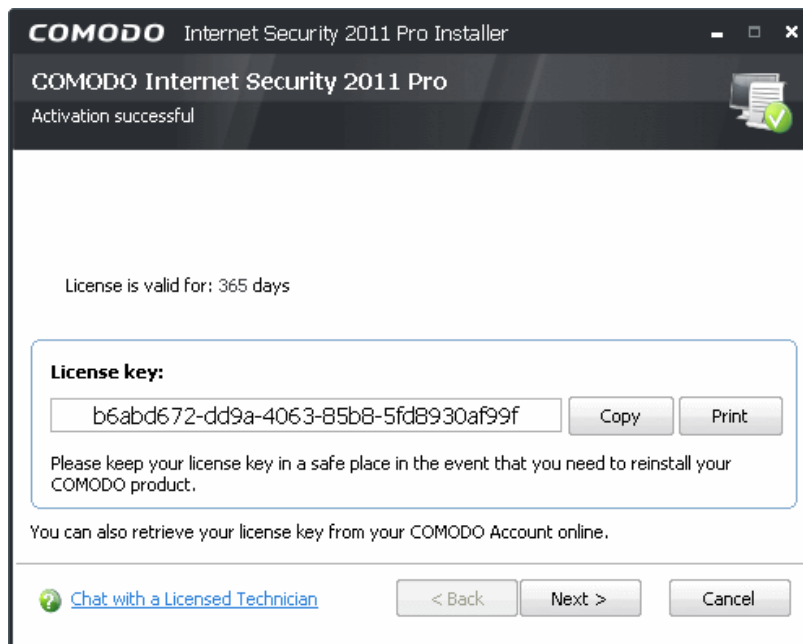 COMODO Internet Security 2011 Pro Installer
COMODO Internet Security 2011 Pro
Activation successful
License is valid for: 365 days
License key:
b6abd672-dd9a-4063-85b8-5fd8930af99f
Copy
Print
Please keep your license key in a safe place in the event that you need to reinstall your
COMODO product.
You can also retrieve your license key from your COMODO Account online.
Chat with a Licensed Technician
< Back
Next >
Cancel